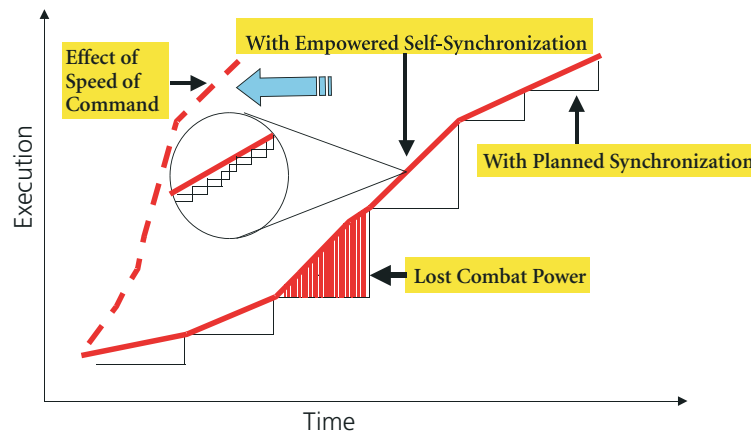 With Empowered Self-Synchronization
Effect of
Speed of
Command
With Planned Synchronization
Lost Combat Power
Execution
Time